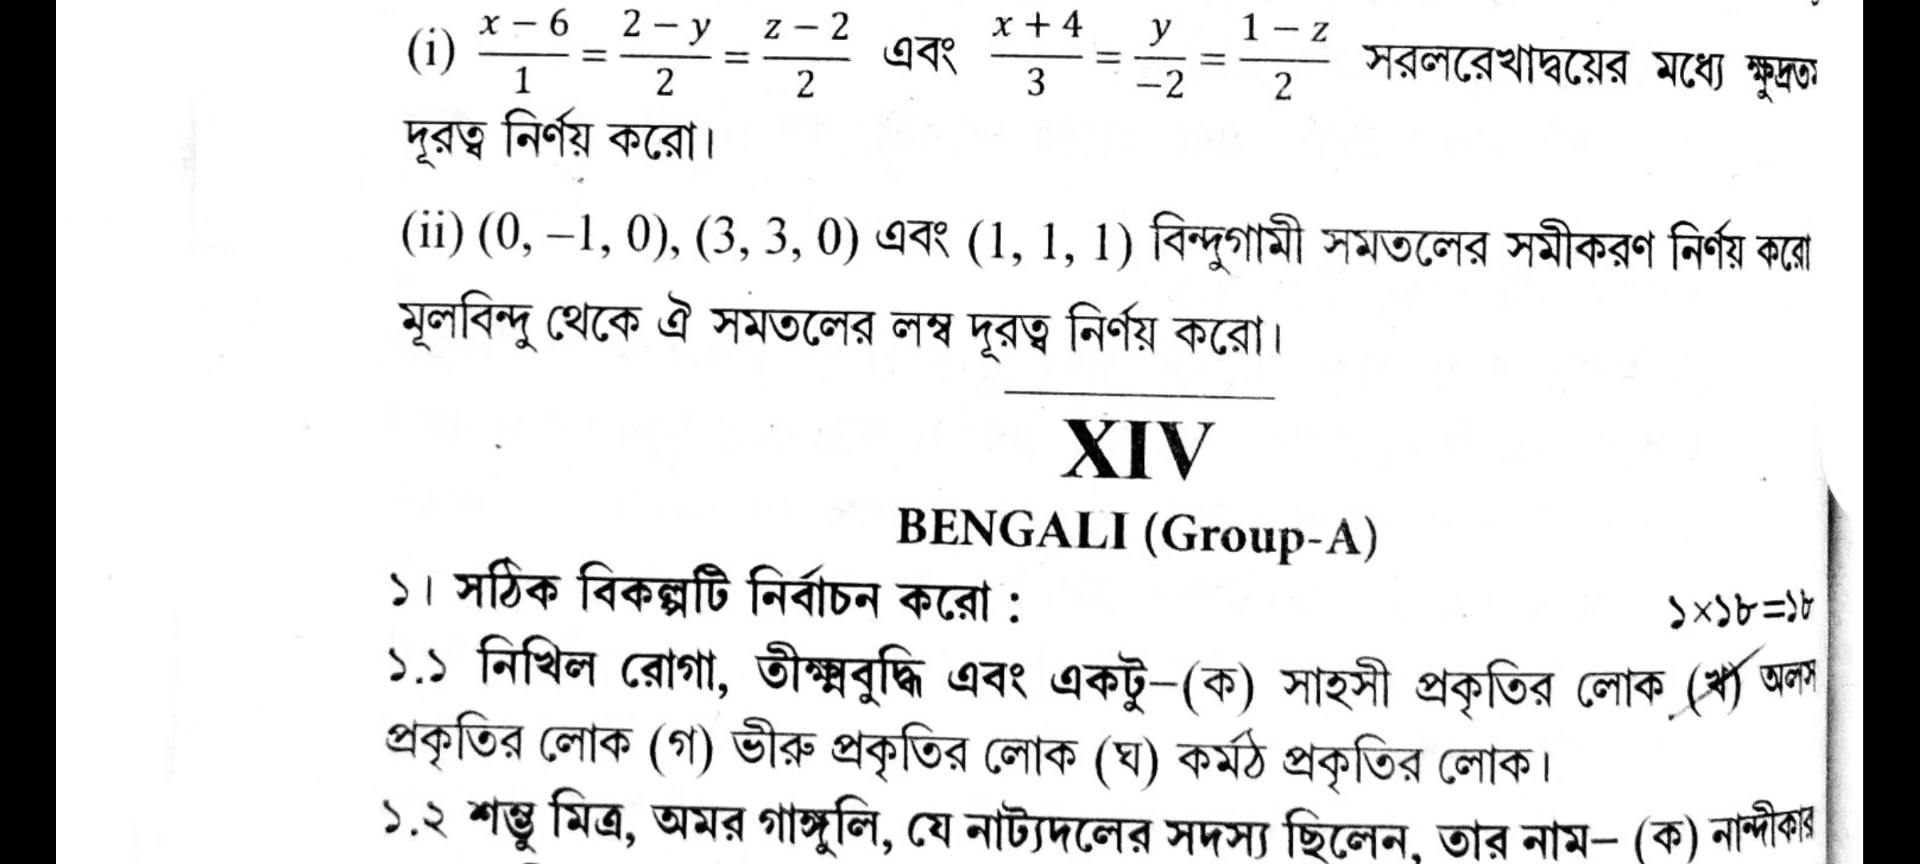 (i) (x − 6)/1 = (2 − y)/2 = (z − 2)/2 এবং (x + 4)/3 = y/−2 = (1 − z)/2 সরলরেখাদ্বয়ের মধ্যে ক্ষুদ্রতম
দূরত্ব নির্ণয় করো।
(ii) (0, −1, 0), (3, 3, 0) এবং (1, 1, 1) বিন্দুগামী সমতলের সমীকরণ নির্ণয় করো
মূলবিন্দু থেকে ঐ সমতলের লম্ব দূরত্ব নির্ণয় করো।
XIV
BENGALI (Group-A)
১। সঠিক বিকল্পটি নির্বাচন করো : ১×১৮=১৮
১.১ নিখিল রোগা, তীক্ষ্মবুদ্ধি এবং একটু–(ক) সাহসী প্রকৃতির লোক (খ) অলস
প্রকৃতির লোক (গ) ভীরু প্রকৃতির লোক (ঘ) কর্মঠ প্রকৃতির লোক।
১.২ শম্ভু মিত্র, অমর গাঙ্গুলি, যে নাট্যদলের সদস্য ছিলেন, তার নাম– (ক) নান্দীকার